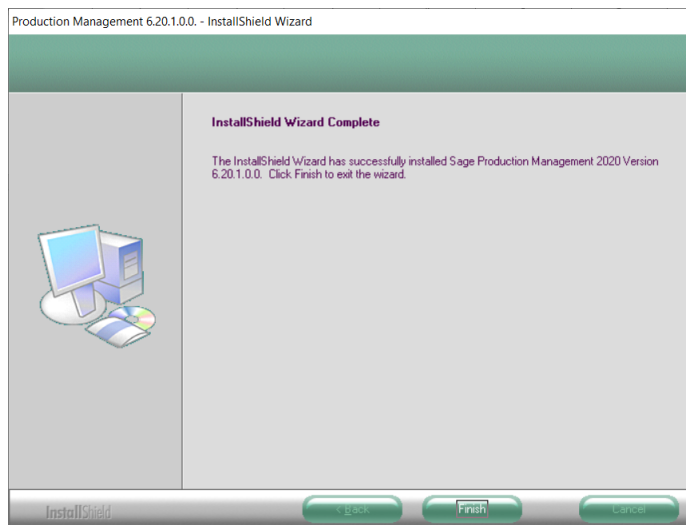 Production Management 6.20.1.0.0. - InstallShield Wizard
InstallShield Wizard Complete
The InstallShield Wizard has successfully installed Sage Production Management 2020 Version
6.20.1.0.0. Click Finish to exit the wizard.
InstallShield
< Back
Finish
Cancel